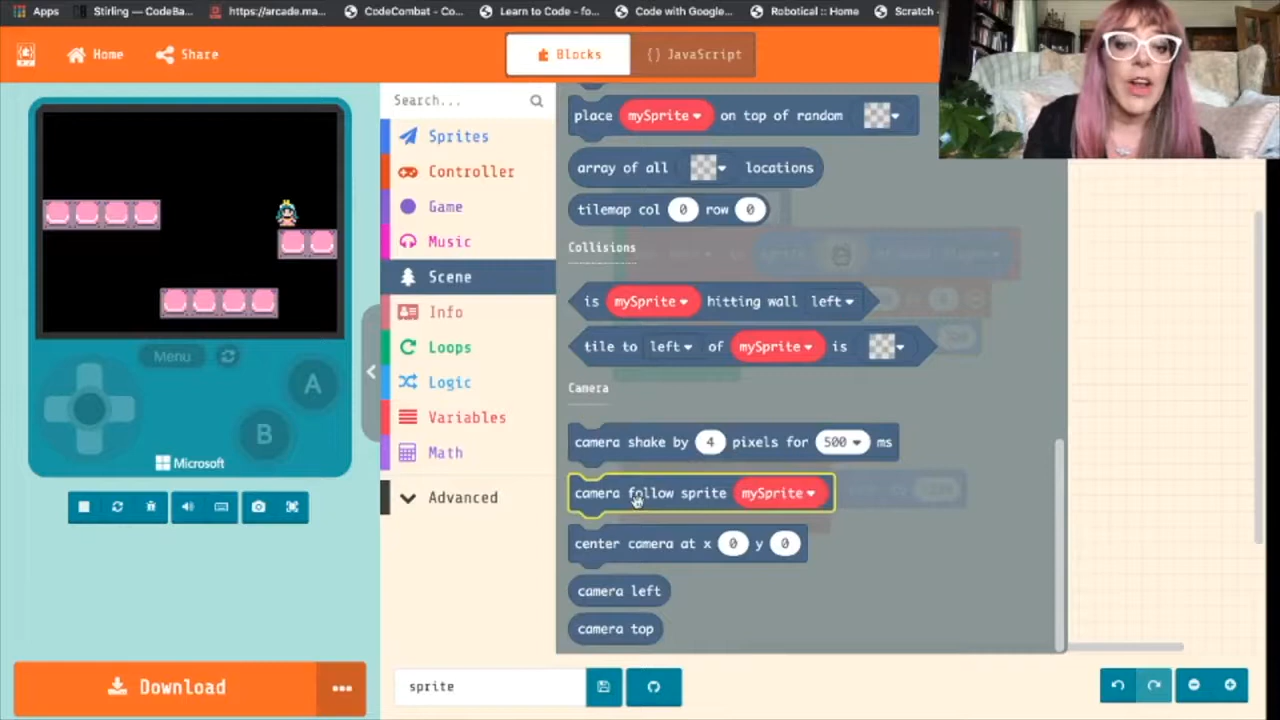 Apps
Stirling — CodeBa...
https://arcade.ma...
CodeCombat - Co...
Learn to Code - fo...
Code with Google...
Robotical :: Home
Scratch -
Home
Share
Blocks
{} JavaScript
Search...
Sprites
Controller
Game
Music
Scene
Info
Loops
Logic
Variables
Math
Advanced
place mySprite on top of random
array of all locations
tilemap col 0 row 0
Collisions
is mySprite hitting wall left
tile to left of mySprite is
Camera
camera shake by 4 pixels for 500 ms
camera follow sprite mySprite
center camera at x 0 y 0
camera left
camera top
Menu
A
B
Microsoft
Download
sprite